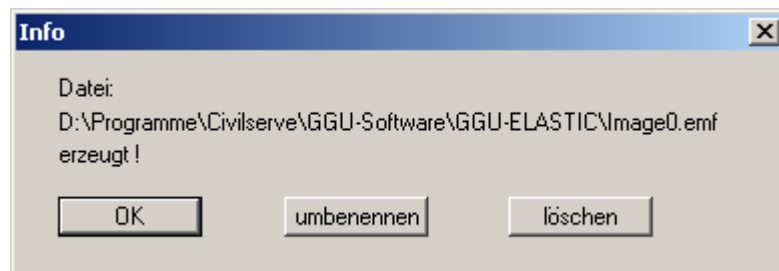 Info
Datei:
D:\Programme\Civilserve\GGU-Software\GGU-ELASTIC\Image0.emf
erzeugt !
OK umbenennen löschen